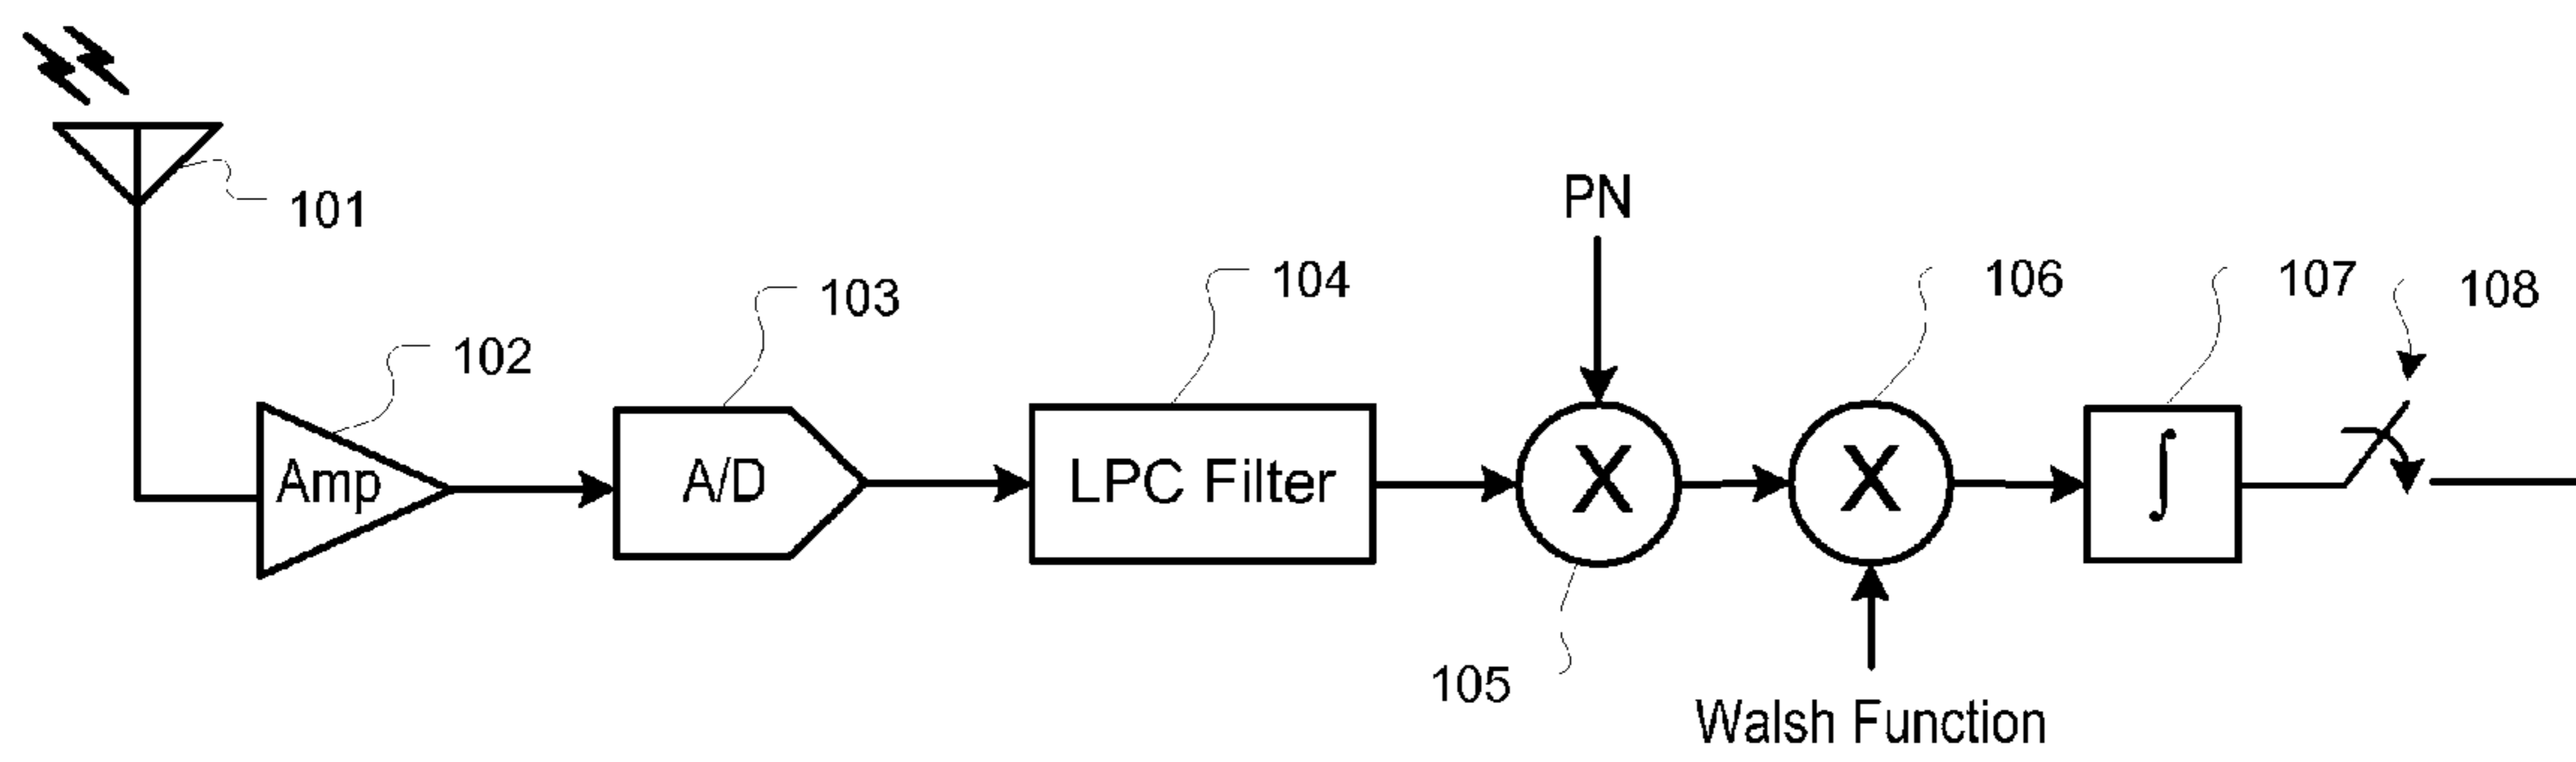 101
PN
102
103
104
106
107
108
Amp
A/D
LPC Filter
X
X
∫
105
Walsh Function